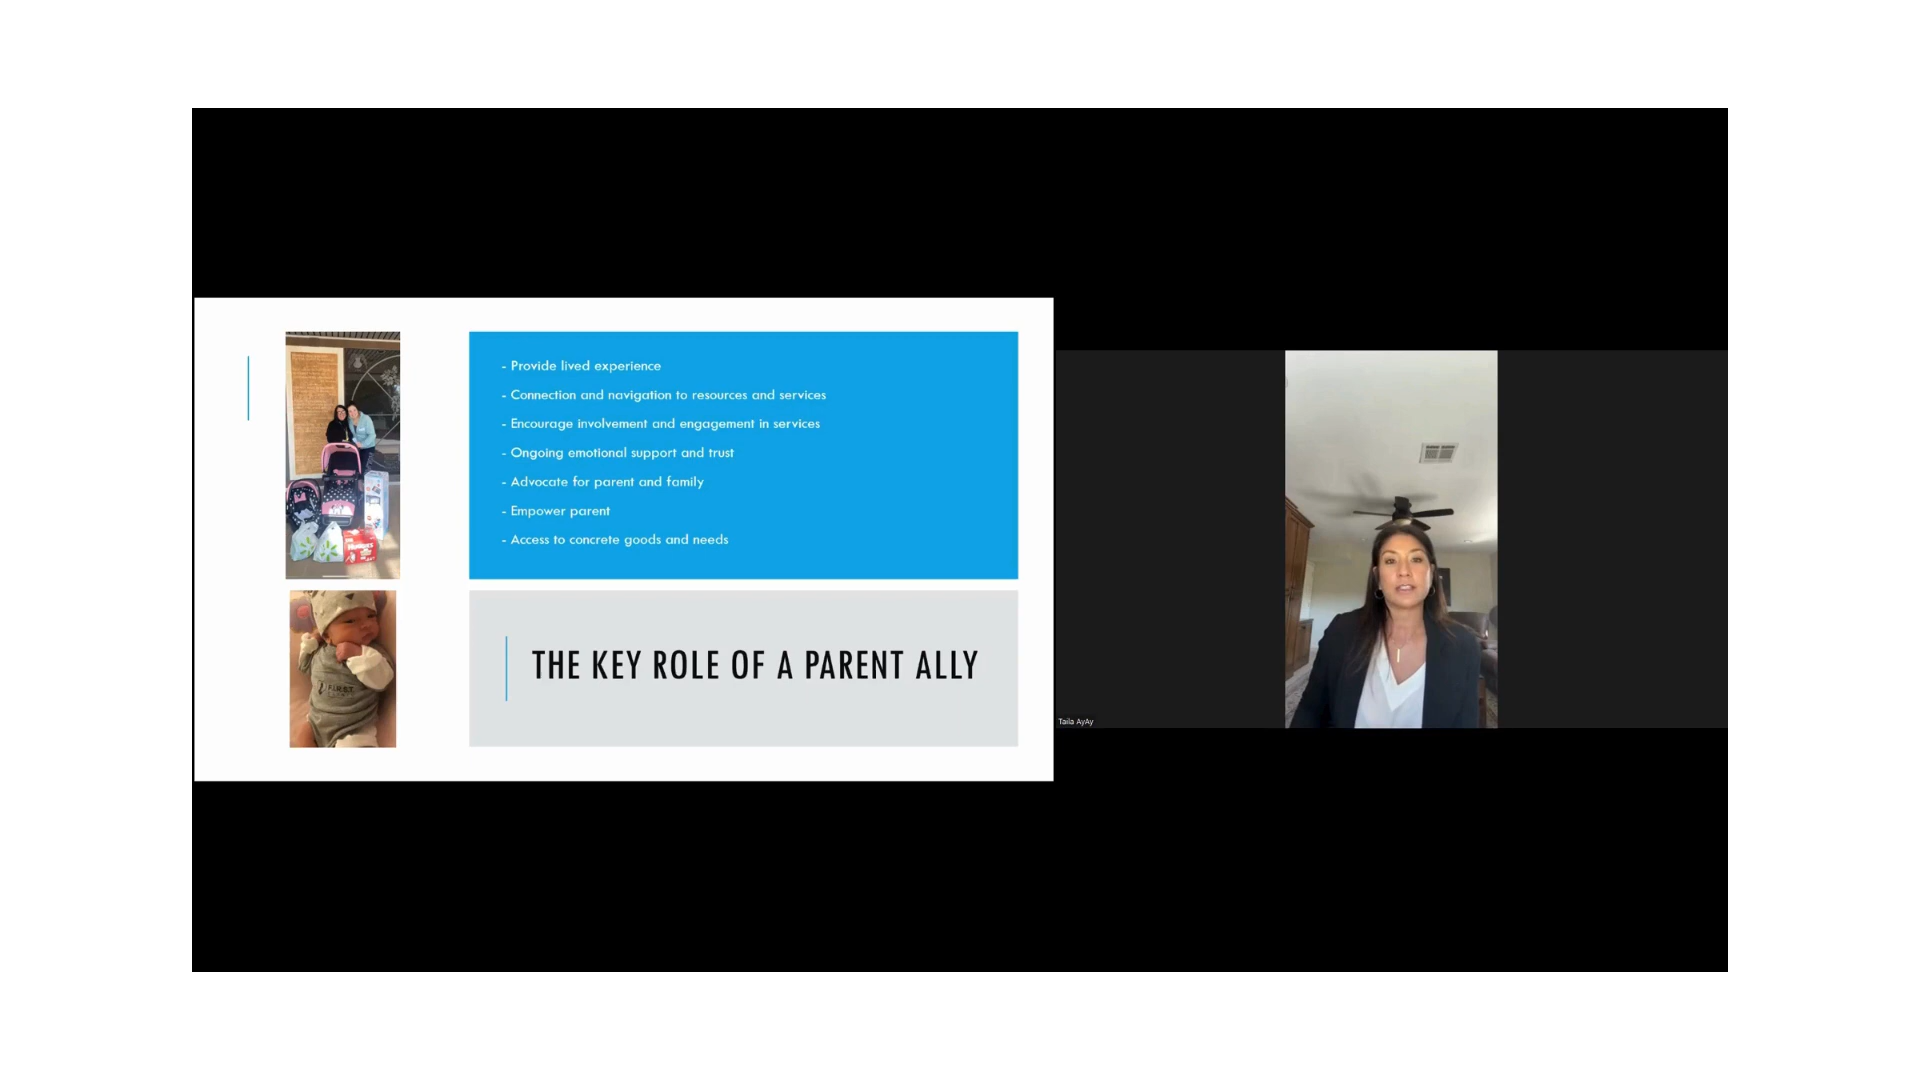 - Provide lived experience
- Connection and navigation to resources and services
- Encourage involvement and engagement in services
- Ongoing emotional support and trust
- Advocate for parent and family
- Empower parent
- Access to concrete goods and needs
THE KEY ROLE OF A PARENT ALLY
FIRST
Taila AyAy